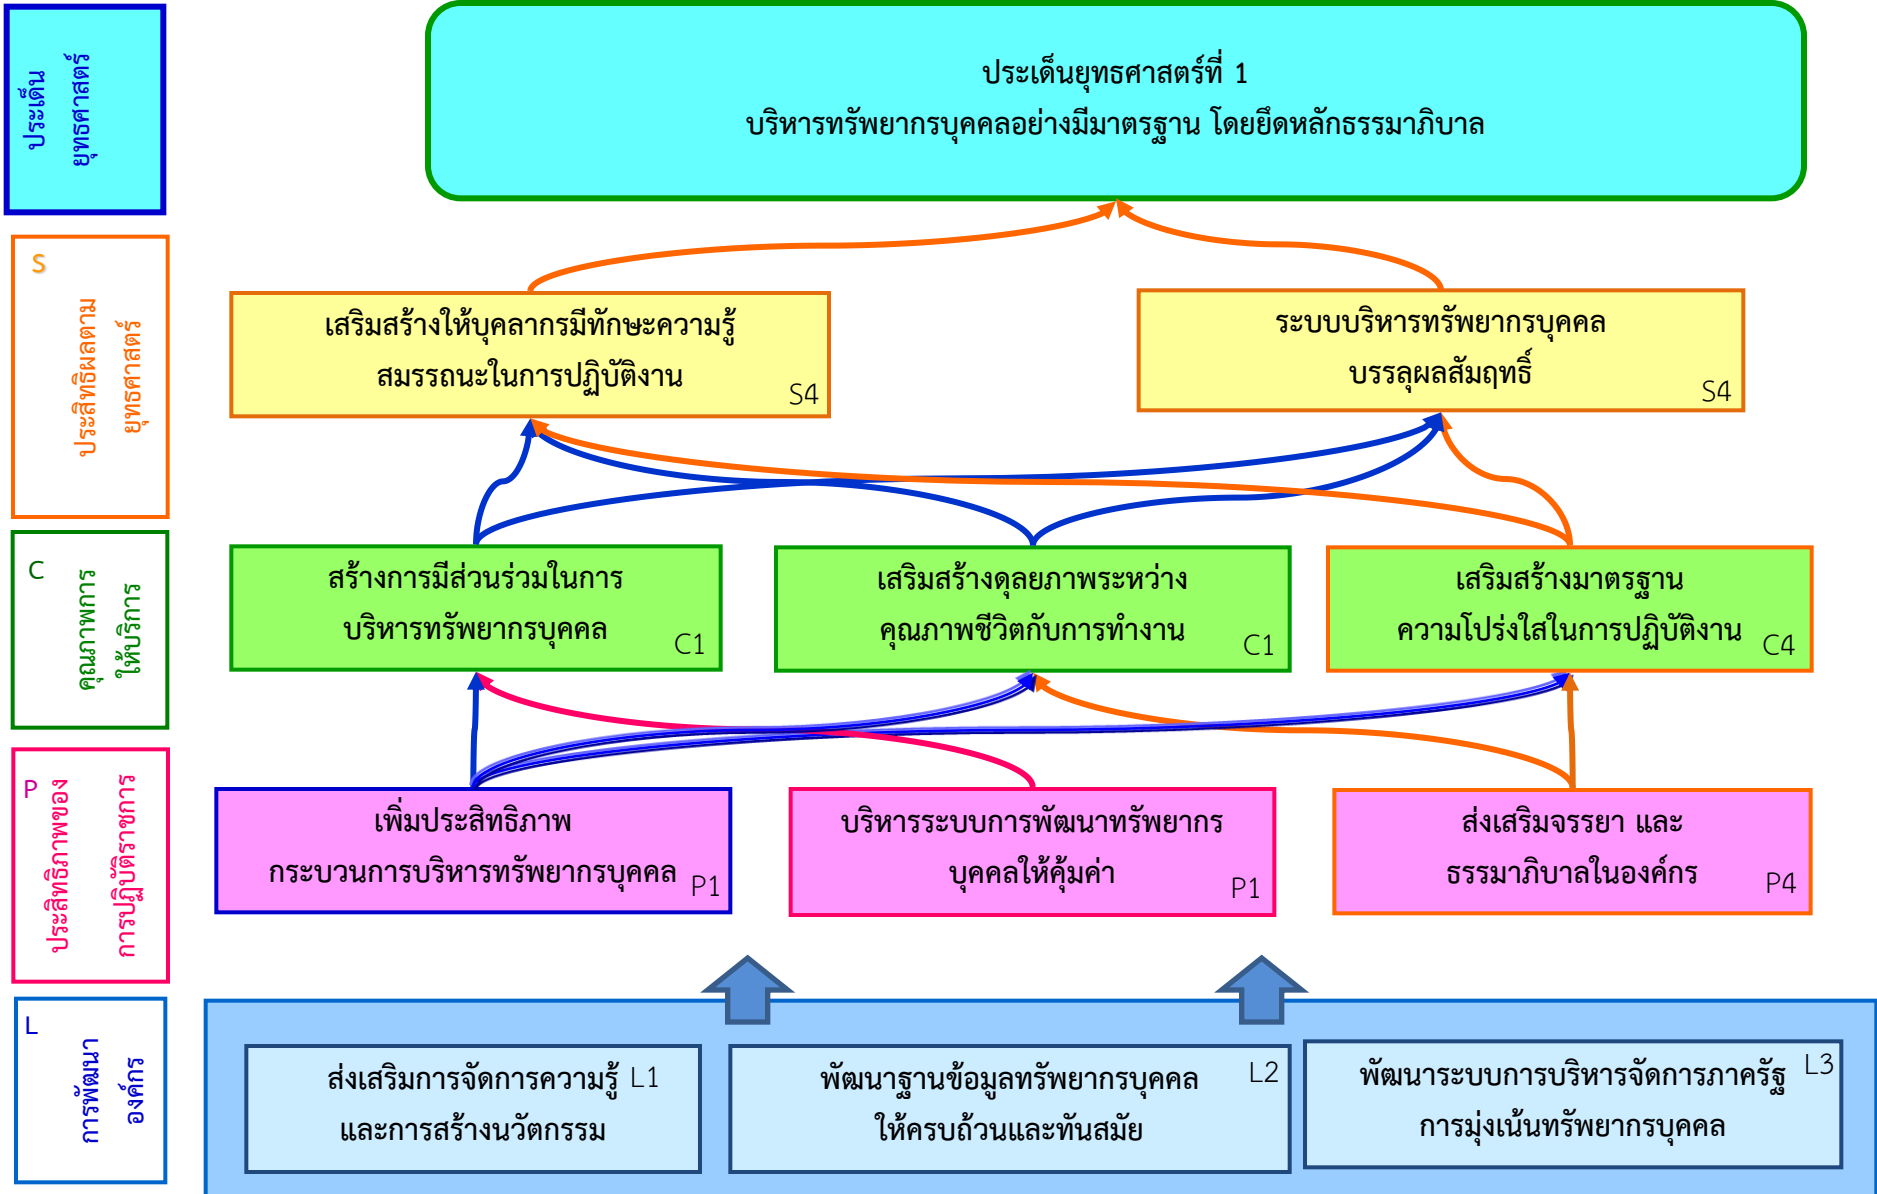 ประเด็น
ยุทธศาสตร์
ประเด็นยุทธศาสตร์ที่ 1
บริหารทรัพยากรบุคคลอย่างมีมาตรฐาน โดยยึดหลักธรรมาภิบาล
S
ประสิทธิผลตาม
ยุทธศาสตร์
เสริมสร้างให้บุคลากรมีทักษะความรู้
สมรรถนะในการปฏิบัติงาน
S4
ระบบบริหารทรัพยากรบุคคล
บรรลุผลสัมฤทธิ์
S4
C
คุณภาพการ
ให้บริการ
สร้างการมีส่วนร่วมในการ
บริหารทรัพยากรบุคคล
C1
เสริมสร้างดุลยภาพระหว่าง
คุณภาพชีวิตกับการทำงาน
C1
เสริมสร้างมาตรฐาน
ความโปร่งใสในการปฏิบัติงาน
C4
P
ประสิทธิภาพของ
การปฏิบัติราชการ
เพิ่มประสิทธิภาพ
กระบวนการบริหารทรัพยากรบุคคล
P1
บริหารระบบการพัฒนาทรัพยากร
บุคคลให้คุ้มค่า
P1
ส่งเสริมจรรยา และ
ธรรมาภิบาลในองค์กร
P4
L
การพัฒนา
องค์กร
ส่งเสริมการจัดการความรู้ L1
และการสร้างนวัตกรรม
พัฒนาฐานข้อมูลทรัพยากรบุคคล L2
ให้ครบถ้วนและทันสมัย
พัฒนาระบบการบริหารจัดการภาครัฐ L3
การมุ่งเน้นทรัพยากรบุคคล